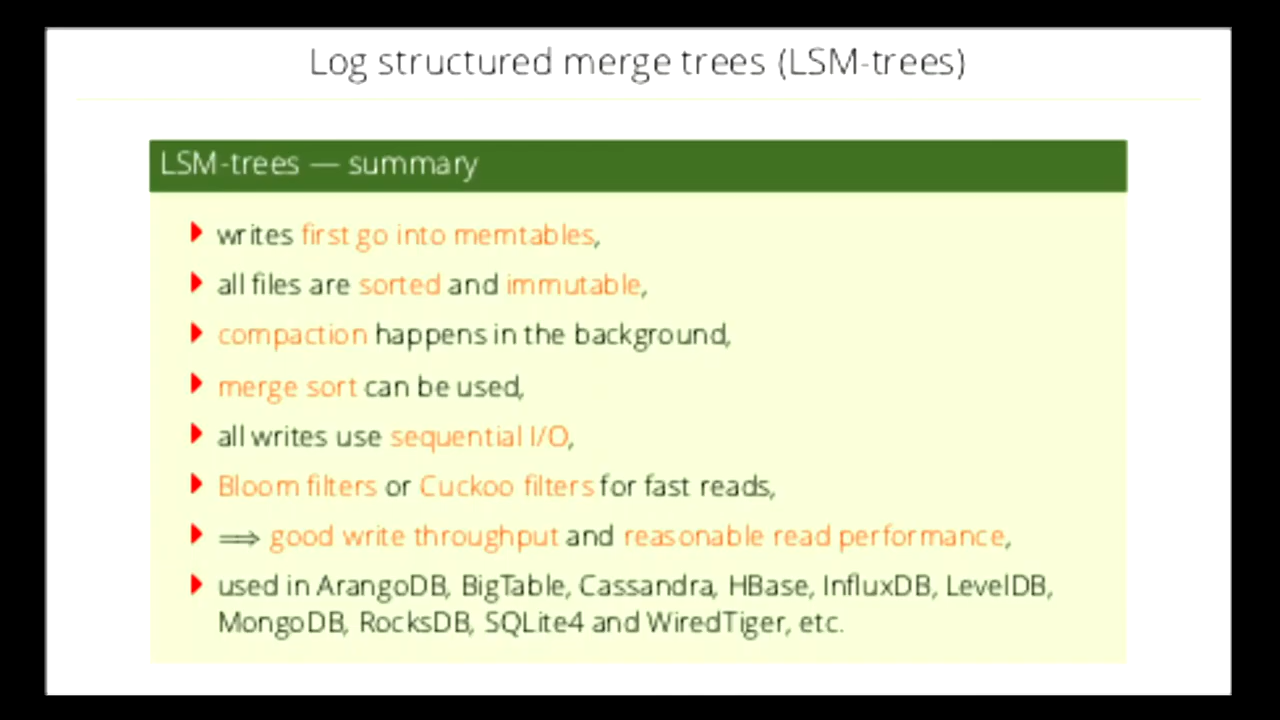 Log structured merge trees (LSM-trees)
LSM-trees — summary
writes first go into memtables,
all files are sorted and immutable,
compaction happens in the background,
merge sort can be used,
all writes use sequential I/O,
Bloom filters or Cuckoo filters for fast reads,
⟹ good write throughput and reasonable read performance,
used in ArangoDB, BigTable, Cassandra, HBase, InfluxDB, LevelDB,
MongoDB, RocksDB, SQLite4 and WiredTiger, etc.